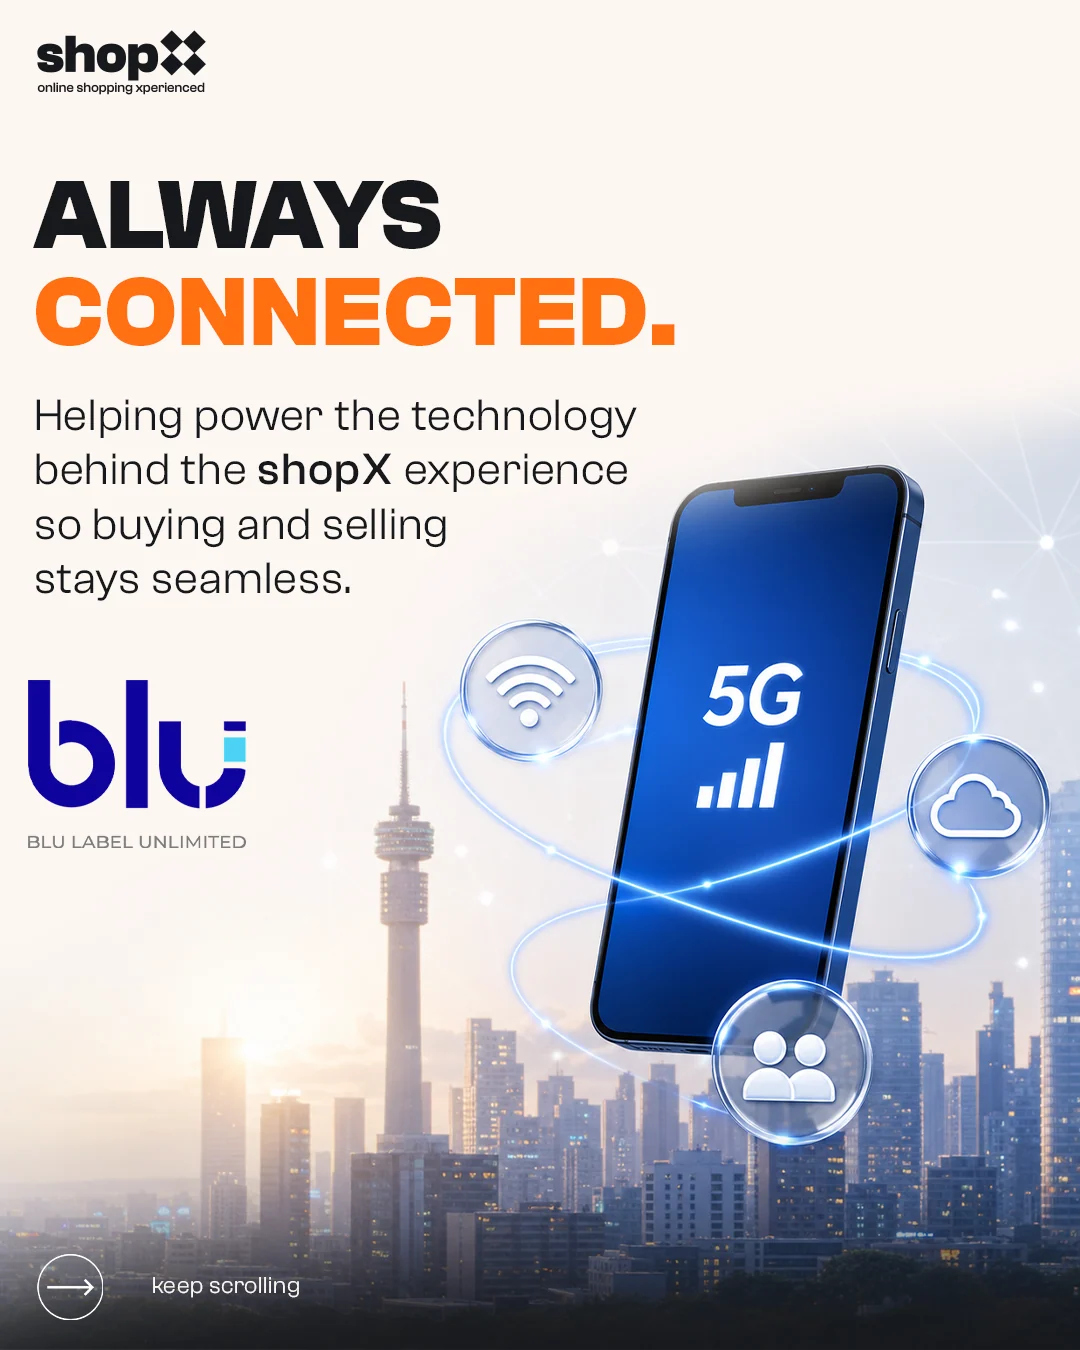 shopX
online shopping xperienced
ALWAYS
CONNECTED.
Helping power the technology
behind the shopX experience
so buying and selling
stays seamless.
5G
blu
BLU LABEL UNLIMITED
keep scrolling